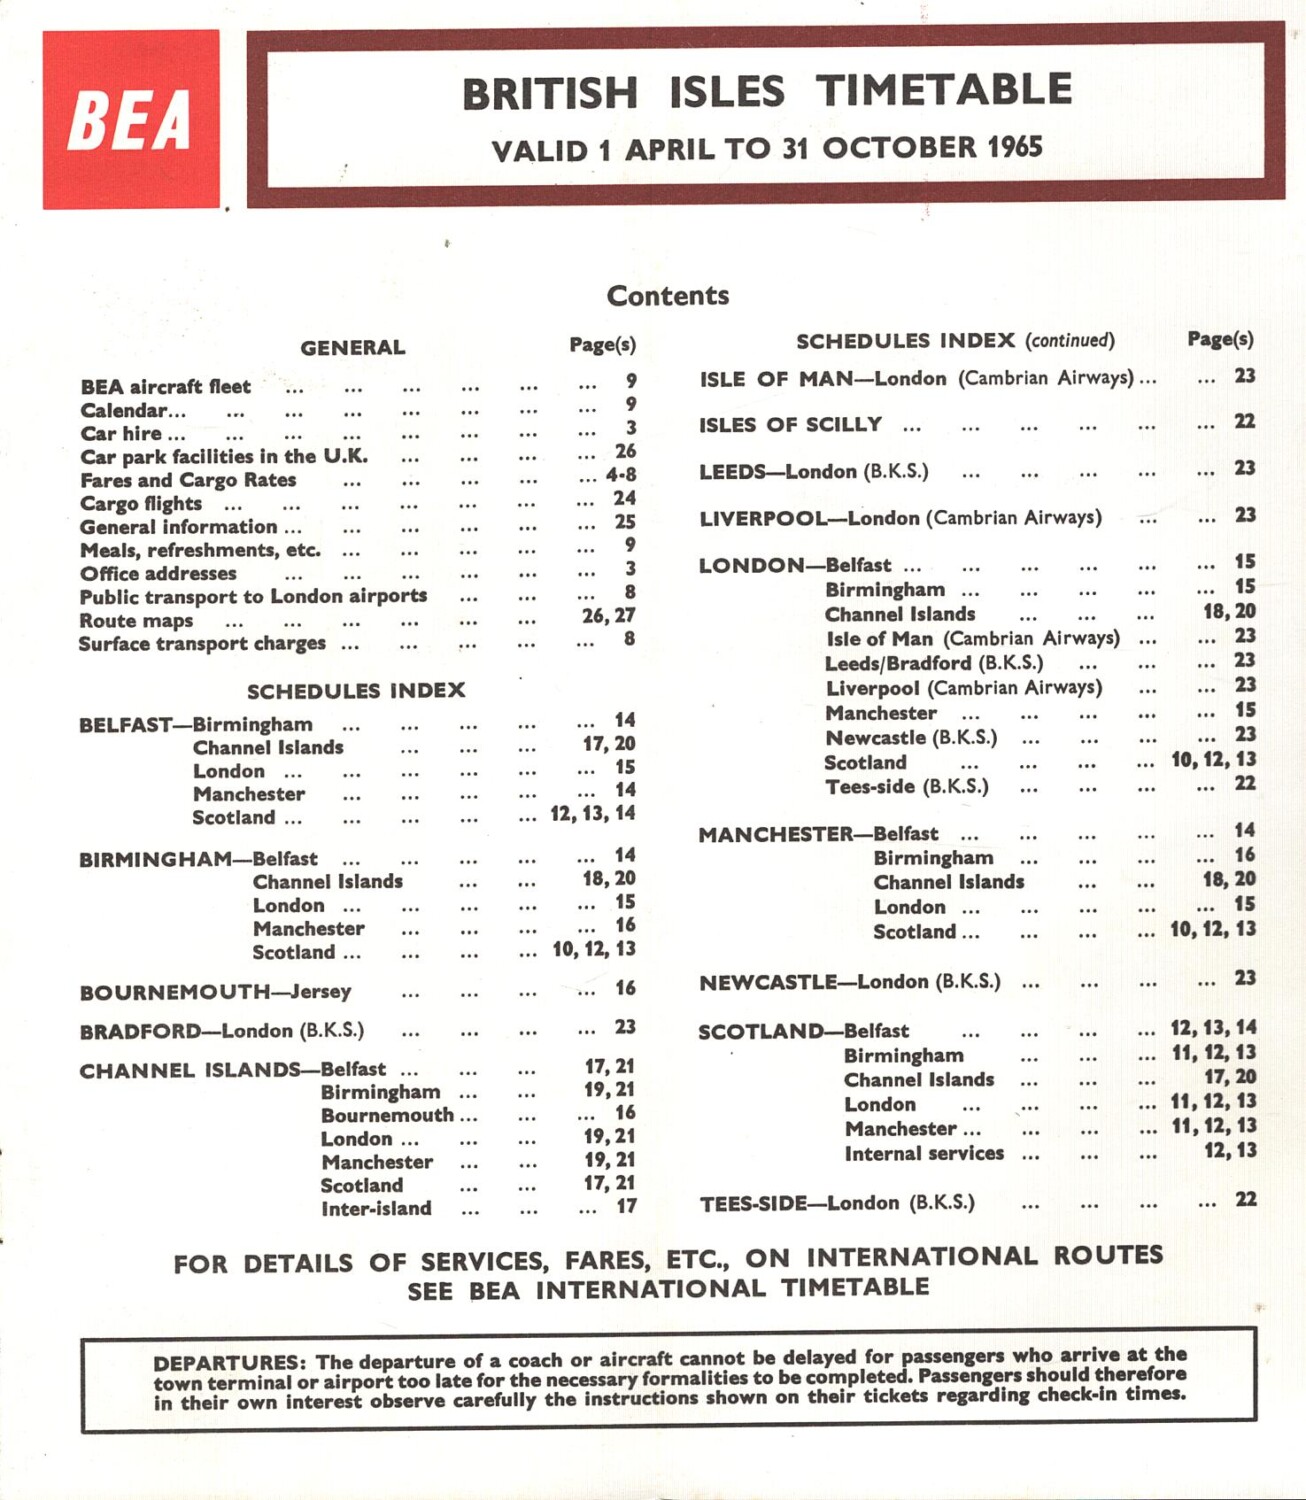 BEA
BRITISH ISLES TIMETABLE
VALID 1 APRIL TO 31 OCTOBER 1965
Contents
GENERAL Page(s)
BEA aircraft fleet ... ... ... ... ... ... 9
Calendar... ... ... ... ... ... ... ... 9
Car hire ... ... ... ... ... ... ... ... 3
Car park facilities in the U.K. ... ... ... ... 26
Fares and Cargo Rates ... ... ... ... ... 4-8
Cargo flights ... ... ... ... ... ... ... 24
General information ... ... ... ... ... ... 25
Meals, refreshments, etc. ... ... ... ... ... 9
Office addresses ... ... ... ... ... ... 3
Public transport to London airports ... ... ... 8
Route maps ... ... ... ... ... ... 26, 27
Surface transport charges ... ... ... ... ... 8
SCHEDULES INDEX
BELFAST—Birmingham ... ... ... ... ... 14
Channel Islands ... ... ... 17, 20
London ... ... ... ... ... ... 15
Manchester ... ... ... ... ... 14
Scotland ... ... ... ... ... 12, 13, 14
BIRMINGHAM—Belfast ... ... ... ... ... 14
Channel Islands ... ... 18, 20
London ... ... ... ... ... 15
Manchester ... ... ... ... 16
Scotland ... ... ... ... 10, 12, 13
BOURNEMOUTH—Jersey ... ... ... ... 16
BRADFORD—London (B.K.S.) ... ... ... ... 23
CHANNEL ISLANDS—Belfast ... ... ... 17, 21
Birmingham ... ... 19, 21
Bournemouth ... ... ... 16
London ... ... ... 19, 21
Manchester ... ... 19, 21
Scotland ... ... 17, 21
Inter-island ... ... ... 17
SCHEDULES INDEX (continued) Page(s)
ISLE OF MAN—London (Cambrian Airways) ... ... 23
ISLES OF SCILLY ... ... ... ... ... ... 22
LEEDS—London (B.K.S.) ... ... ... ... ... 23
LIVERPOOL—London (Cambrian Airways) ... ... 23
LONDON—Belfast ... ... ... ... ... ... 15
Birmingham ... ... ... ... ... 15
Channel Islands ... ... ... 18, 20
Isle of Man (Cambrian Airways) ... ... 23
Leeds/Bradford (B.K.S.) ... ... ... 23
Liverpool (Cambrian Airways) ... ... 23
Manchester ... ... ... ... ... 15
Newcastle (B.K.S.) ... ... ... ... 23
Scotland ... ... ... ... 10, 12, 13
Tees-side (B.K.S.) ... ... ... ... 22
MANCHESTER—Belfast ... ... ... ... ... 14
Birmingham ... ... ... ... 16
Channel Islands ... ... 18, 20
London ... ... ... ... ... 15
Scotland ... ... ... ... 10, 12, 13
NEWCASTLE—London (B.K.S.) ... ... ... ... 23
SCOTLAND—Belfast ... ... ... ... 12, 13, 14
Birmingham ... ... ... 11, 12, 13
Channel Islands ... ... ... 17, 20
London ... ... ... ... 11, 12, 13
Manchester ... ... ... ... 11, 12, 13
Internal services ... ... ... 12, 13
TEES-SIDE—London (B.K.S.) ... ... ... ... 22
FOR DETAILS OF SERVICES, FARES, ETC., ON INTERNATIONAL ROUTES
SEE BEA INTERNATIONAL TIMETABLE
DEPARTURES: The departure of a coach or aircraft cannot be delayed for passengers who arrive at the
town terminal or airport too late for the necessary formalities to be completed. Passengers should therefore
in their own interest observe carefully the instructions shown on their tickets regarding check-in times.